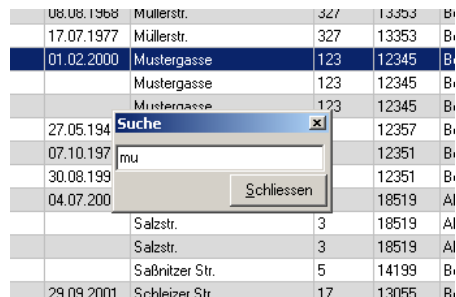 08.08.1968 Müllerstr. 327 13353
17.07.1977 Müllerstr. 327 13353
01.02.2000 Mustergasse 123 12345
Mustergasse 123 12345
Mustergasse 123 12345
Suche
27.05.194 12357
mu
07.10.197 12351
30.08.199 12351
Schliessen
04.07.200 18519
Salzstr. 3 18519
Salzstr. 3 18519
Saßnitzer Str. 5 14199
29.09.2001 Schleizer Str. 17 13055